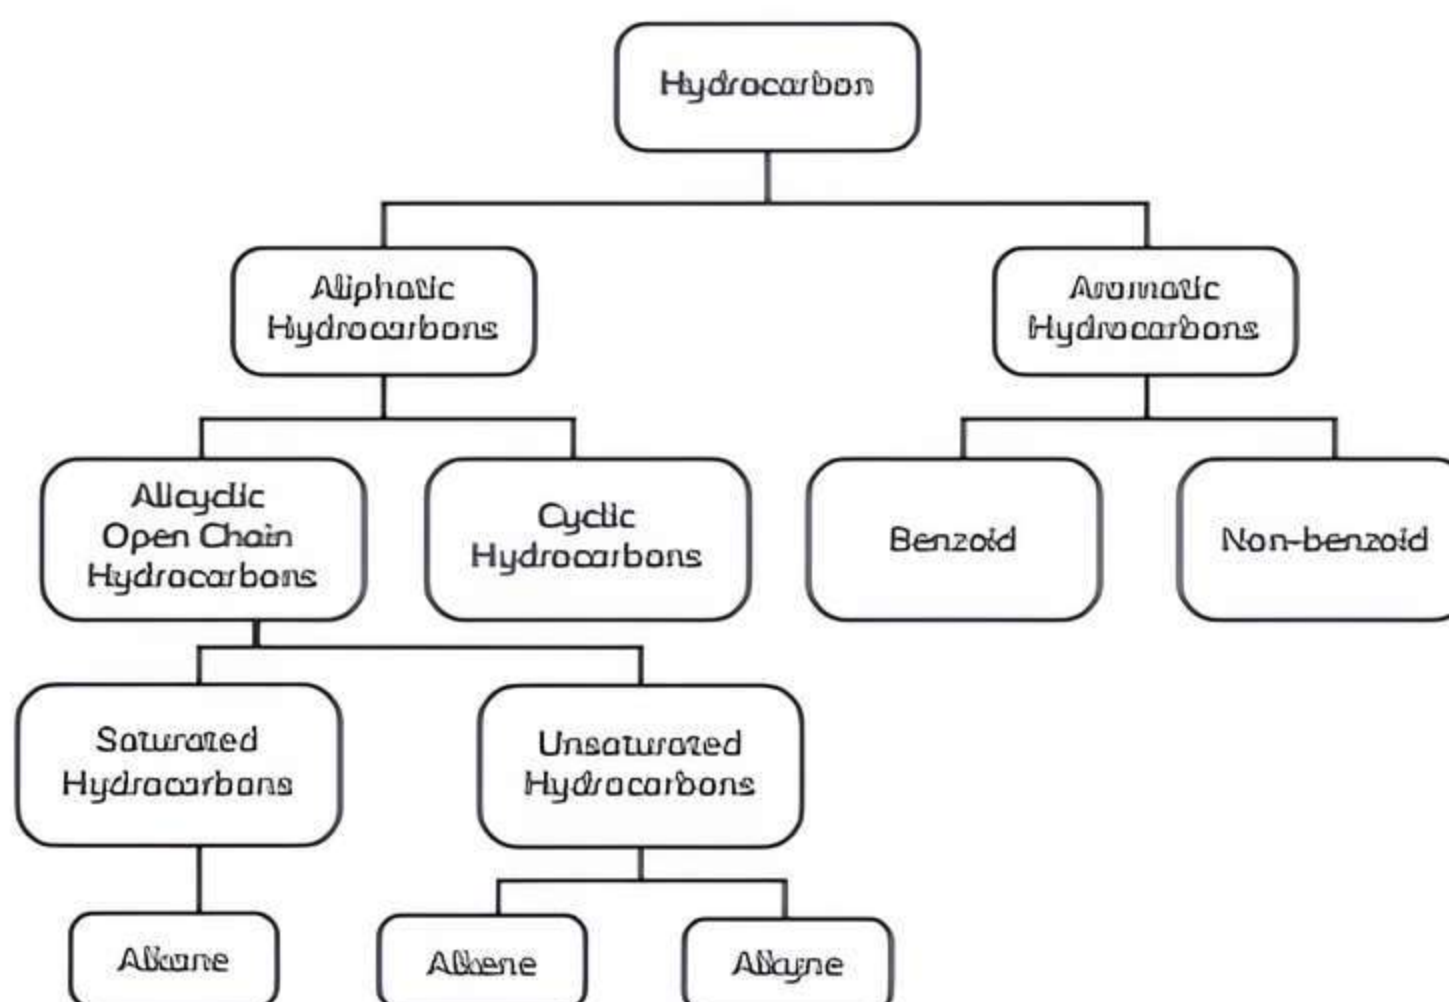 Hydrocarbon
Aliphatic
Hydrocarbons
Aromatic
Hydrocarbons
Alicyclic
Open Chain
Hydrocarbons
Cyclic
Hydrocarbons
Benzoid
Non-benzoid
Saturated
Hydrocarbons
Unsaturated
Hydrocarbons
Alkane
Alkene
Alkyne